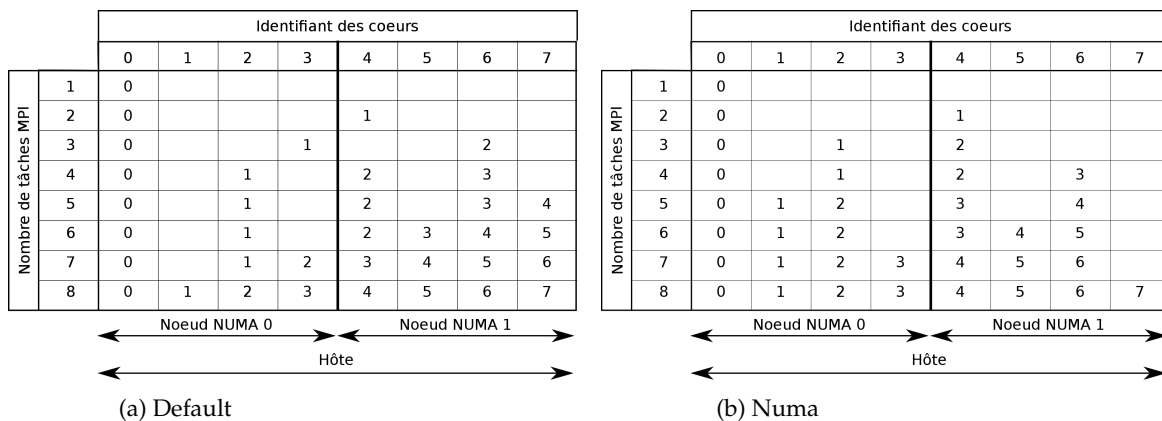 Identifiant des coeurs
0 1 2 3 4 5 6 7
Nombre de tâches MPI
1 0
2 0 1
3 0 1 2
4 0 1 2 3
5 0 1 2 3 4
6 0 1 2 3 4 5
7 0 1 2 3 4 5 6
8 0 1 2 3 4 5 6 7
Noeud NUMA 0 Noeud NUMA 1
Hôte
(a) Default
Identifiant des coeurs
0 1 2 3 4 5 6 7
Nombre de tâches MPI
1 0
2 0 1
3 0 1 2
4 0 1 2 3
5 0 1 2 3 4
6 0 1 2 3 4 5
7 0 1 2 3 4 5 6
8 0 1 2 3 4 5 6 7
Noeud NUMA 0 Noeud NUMA 1
Hôte
(b) Numa